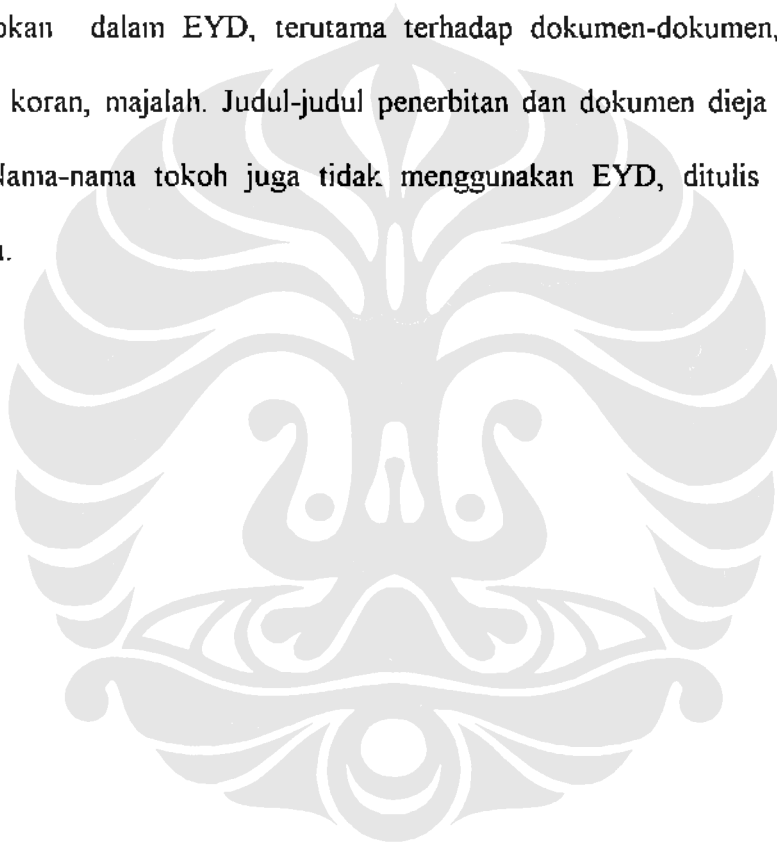 dalam EYD, terutama terhadap dokumen-dokumen,
koran, majalah. Judul-judul penerbitan dan dokumen dieja
Nama-nama tokoh juga tidak menggunakan EYD, ditulis